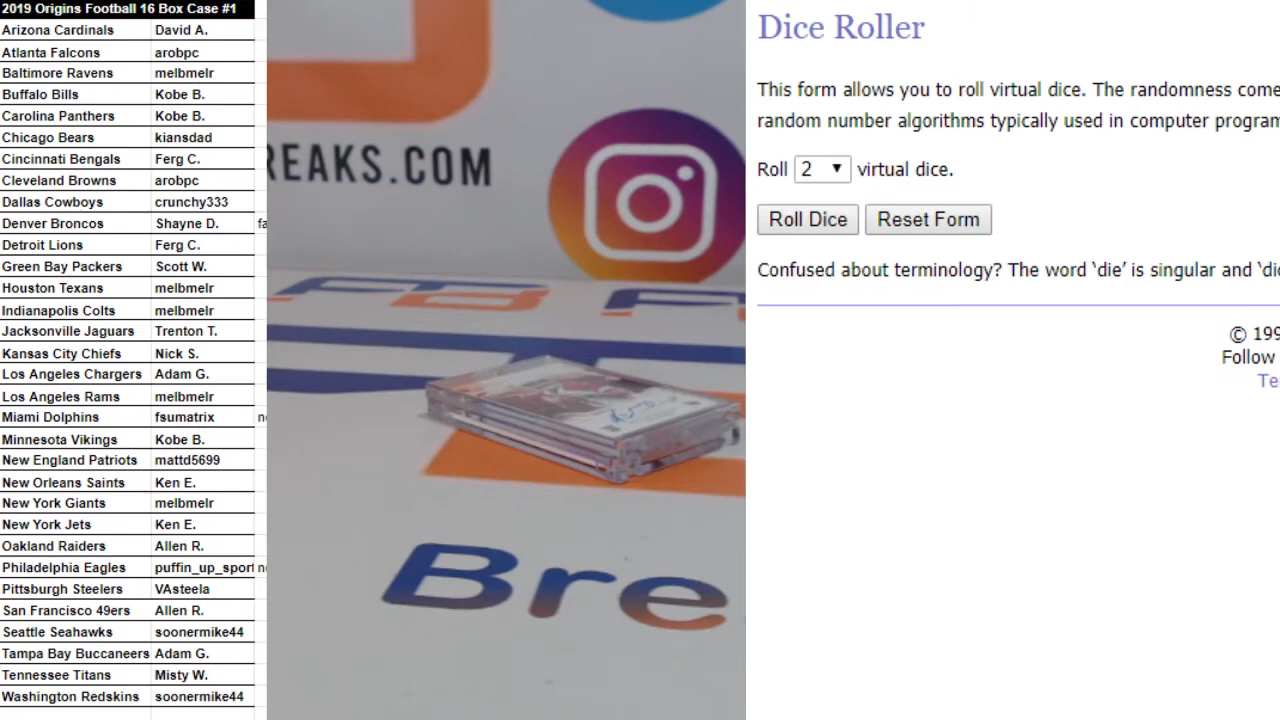 2019 Origins Football 16 Box Case #1
Arizona Cardinals David A.
Atlanta Falcons arobpc
Baltimore Ravens melbmelr
Buffalo Bills Kobe B.
Carolina Panthers Kobe B.
Chicago Bears kiansdad
Cincinnati Bengals Ferg C.
Cleveland Browns arobpc
Dallas Cowboys crunchy333
Denver Broncos Shayne D. fa
Detroit Lions Ferg C.
Green Bay Packers Scott W.
Houston Texans melbmelr
Indianapolis Colts melbmelr
Jacksonville Jaguars Trenton T.
Kansas City Chiefs Nick S.
Los Angeles Chargers Adam G.
Los Angeles Rams melbmelr
Miami Dolphins fsumatrix
Minnesota Vikings Kobe B.
New England Patriots mattd5699
New Orleans Saints Ken E.
New York Giants melbmelr
New York Jets Ken E.
Oakland Raiders Allen R.
Philadelphia Eagles puffin_up_sport
Pittsburgh Steelers VAsteela
San Francisco 49ers Allen R.
Seattle Seahawks soonermike44
Tampa Bay Buccaneers Adam G.
Tennessee Titans Misty W.
Washington Redskins soonermike44
REAKS.COM
FB
Bre
Dice Roller
This form allows you to roll virtual dice. The randomness come
random number algorithms typically used in computer program
Roll 2 virtual dice.
Roll Dice Reset Form
Confused about terminology? The word ‘die’ is singular and ‘dic
© 199
Follow
Te